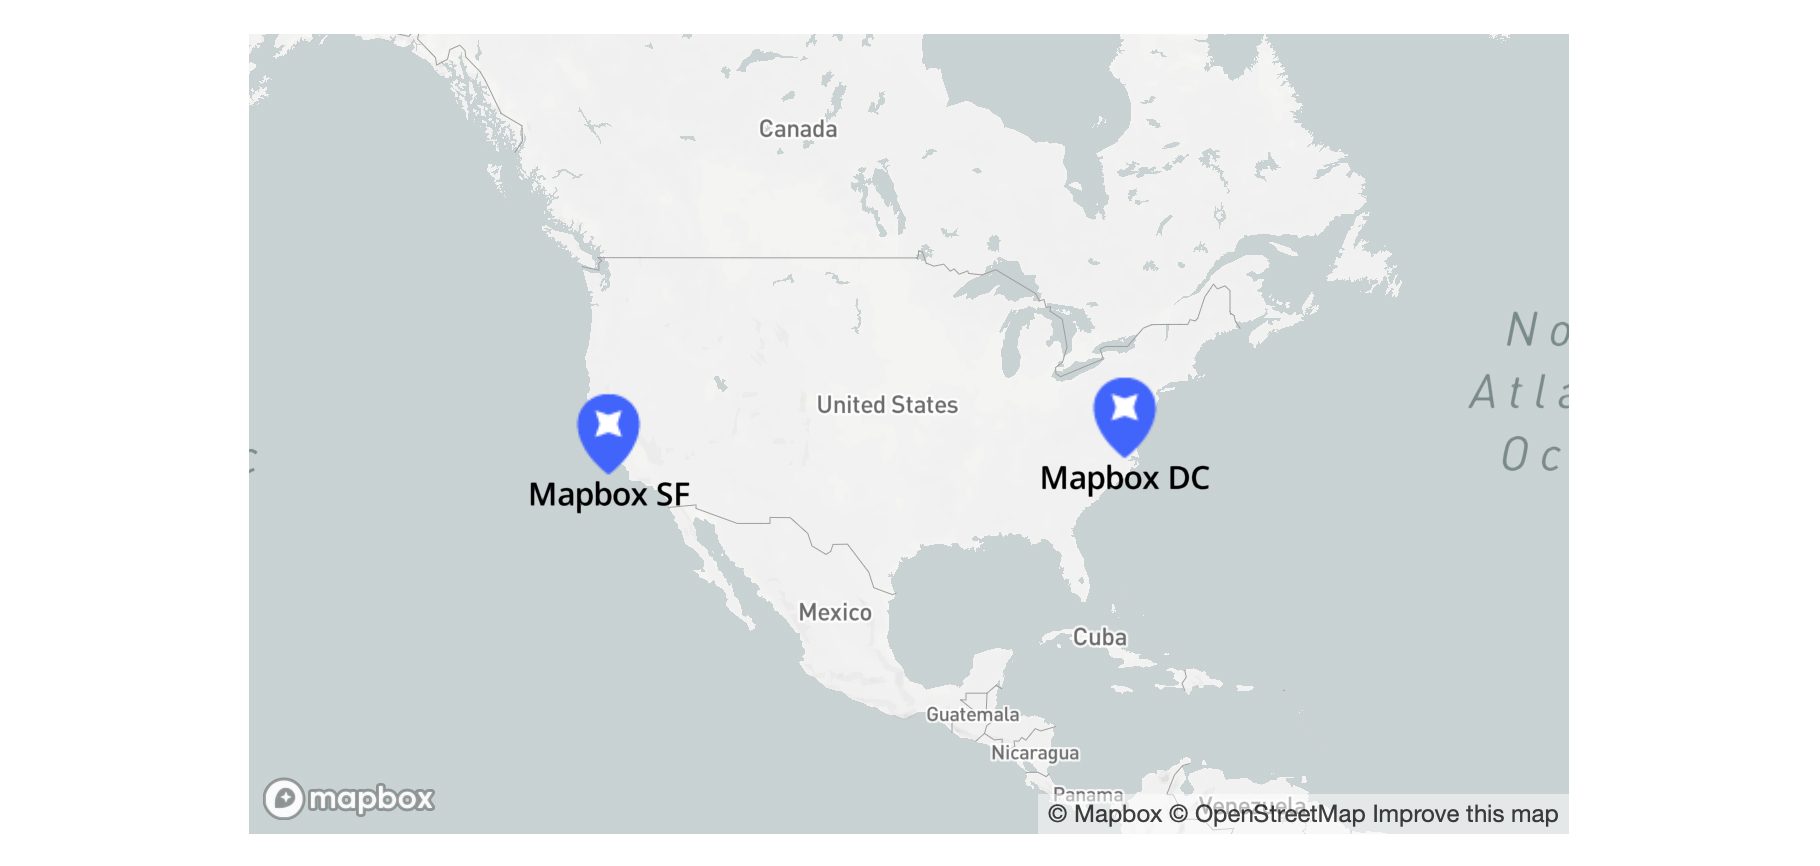 Canada
No
Atla
Oc
United States
c
Mapbox SF
Mapbox DC
Mexico
Cuba
Guatemala
Nicaragua
Panama
Venezuela
mapbox
© Mapbox © OpenStreetMap Improve this map